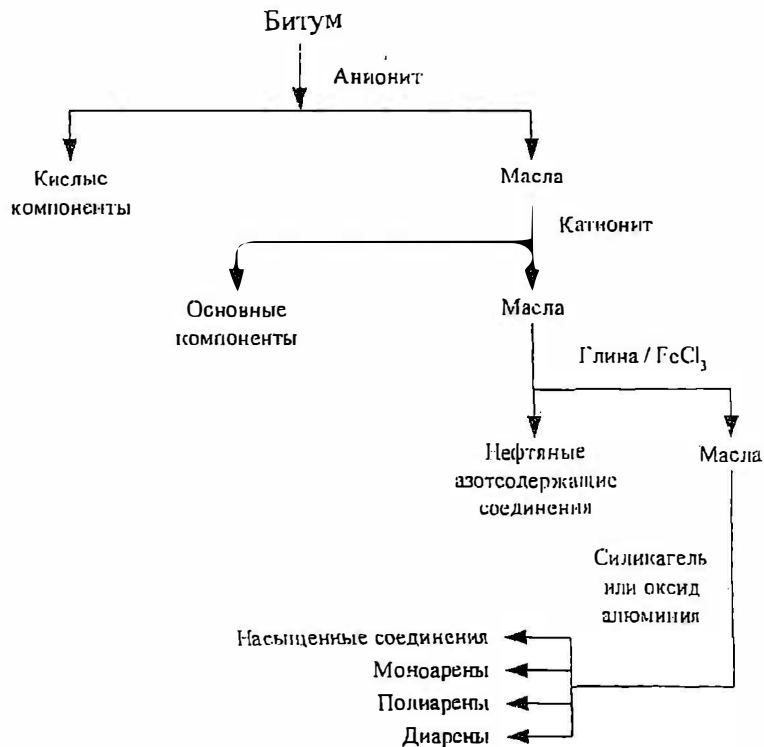 Битум
Анионит
Кислые
компоненты
Масла
Катионит
Основные
компоненты
Масла
Глина / FeCl₃
Нефтяные
азотсодержащие
соединения
Масла
Силикагель
или оксид
алюминия
Насыщенные соединения
Моноарены
Полиарены
Диарены